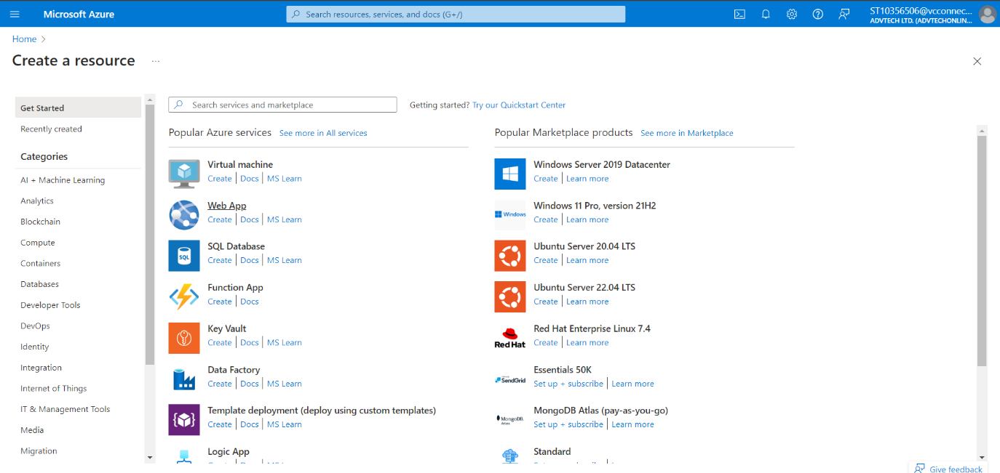 Microsoft Azure
Search resources, services, and docs (G+/)
ST10356506@vcconnec...
ADVTECH LTD. (ADVTECHONLIN...
Home >
Create a resource ...
Get Started
Recently created
Categories
AI + Machine Learning
Analytics
Blockchain
Compute
Containers
Databases
Developer Tools
DevOps
Identity
Integration
Internet of Things
IT & Management Tools
Media
Migration
Search services and marketplace
Getting started? Try our Quickstart Center
Popular Azure services See more in All services
Virtual machine
Create | Docs | MS Learn
Web App
Create | Docs | MS Learn
SQL
SQL Database
Create | Docs | MS Learn
Function App
Create | Docs
Key Vault
Create | Docs | MS Learn
Data Factory
Create | Docs | MS Learn
Template deployment (deploy using custom templates)
Create | Docs | MS Learn
Logic App
Popular Marketplace products See more in Marketplace
Windows Server 2019 Datacenter
Create | Learn more
Windows
Windows 11 Pro, version 21H2
Create | Learn more
Ubuntu Server 20.04 LTS
Create | Learn more
Ubuntu Server 22.04 LTS
Create | Learn more
Red Hat
Red Hat Enterprise Linux 7.4
Create | Learn more
SendGrid
Essentials 50K
Set up + subscribe | Learn more
MongoDB. Atlas
MongoDB Atlas (pay-as-you-go)
Set up + subscribe | Learn more
Standard
Give feedback